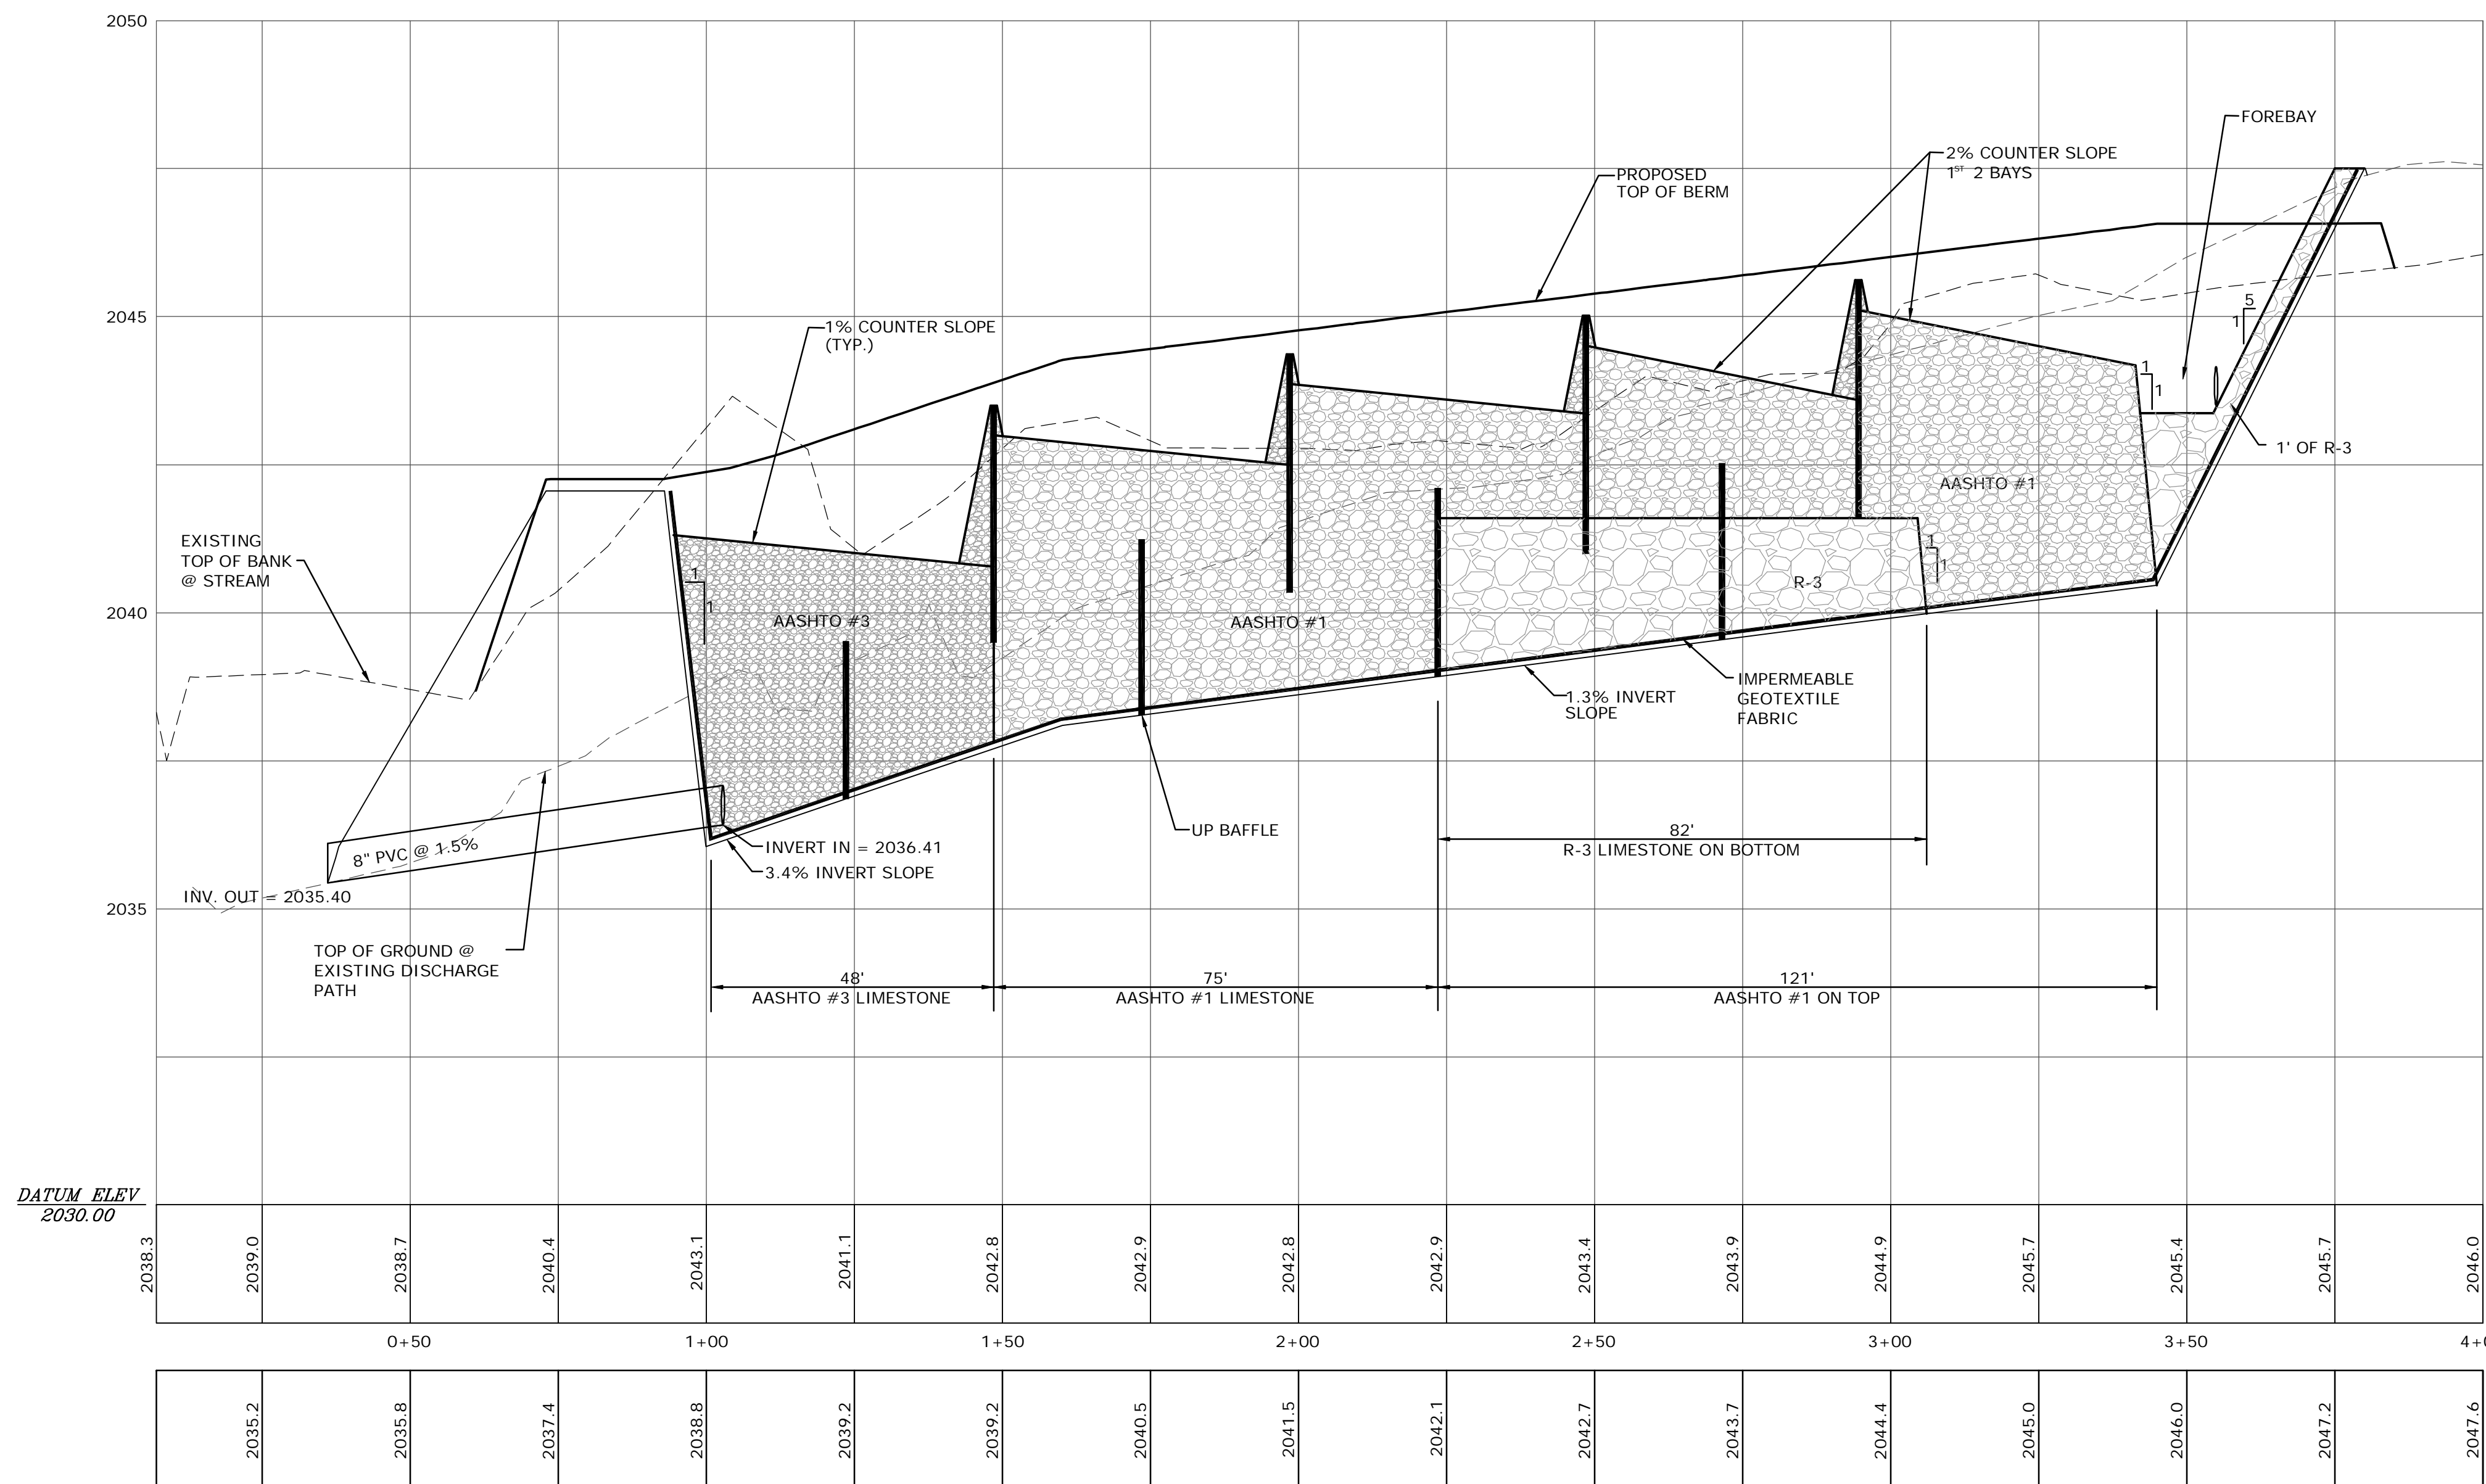 2050
FOREBAY
2% COUNTER SLOPE
1ST 2 BAYS
PROPOSED
TOP OF BERM
5
1
2045
1% COUNTER SLOPE
(TYP.)
1
1
1' OF R-3
AASHTO #1
EXISTING
TOP OF BANK
@ STREAM
1
1
1
1
R-3
2040
AASHTO #3
AASHTO #1
IMPERMEABLE
GEOTEXTILE
FABRIC
1.3% INVERT
SLOPE
UP BAFFLE
82'
R-3 LIMESTONE ON BOTTOM
8" PVC @ 1.5%
INVERT IN = 2036.41
3.4% INVERT SLOPE
INV. OUT = 2035.40
2035
TOP OF GROUND @
EXISTING DISCHARGE
PATH
48'
AASHTO #3 LIMESTONE
75'
AASHTO #1 LIMESTONE
121'
AASHTO #1 ON TOP
DATUM ELEV
2030.00
2038.3 2039.0 2038.7 2040.4 2043.1 2041.1 2042.8 2042.9 2042.8 2042.9 2043.4 2043.9 2044.9 2045.7 2045.4 2045.7 2046.0
0+50 1+00 1+50 2+00 2+50 3+00 3+50
2035.2 2035.8 2037.4 2038.8 2039.2 2039.2 2040.5 2041.5 2042.1 2042.7 2043.7 2044.4 2045.0 2046.0 2047.2 2047.6